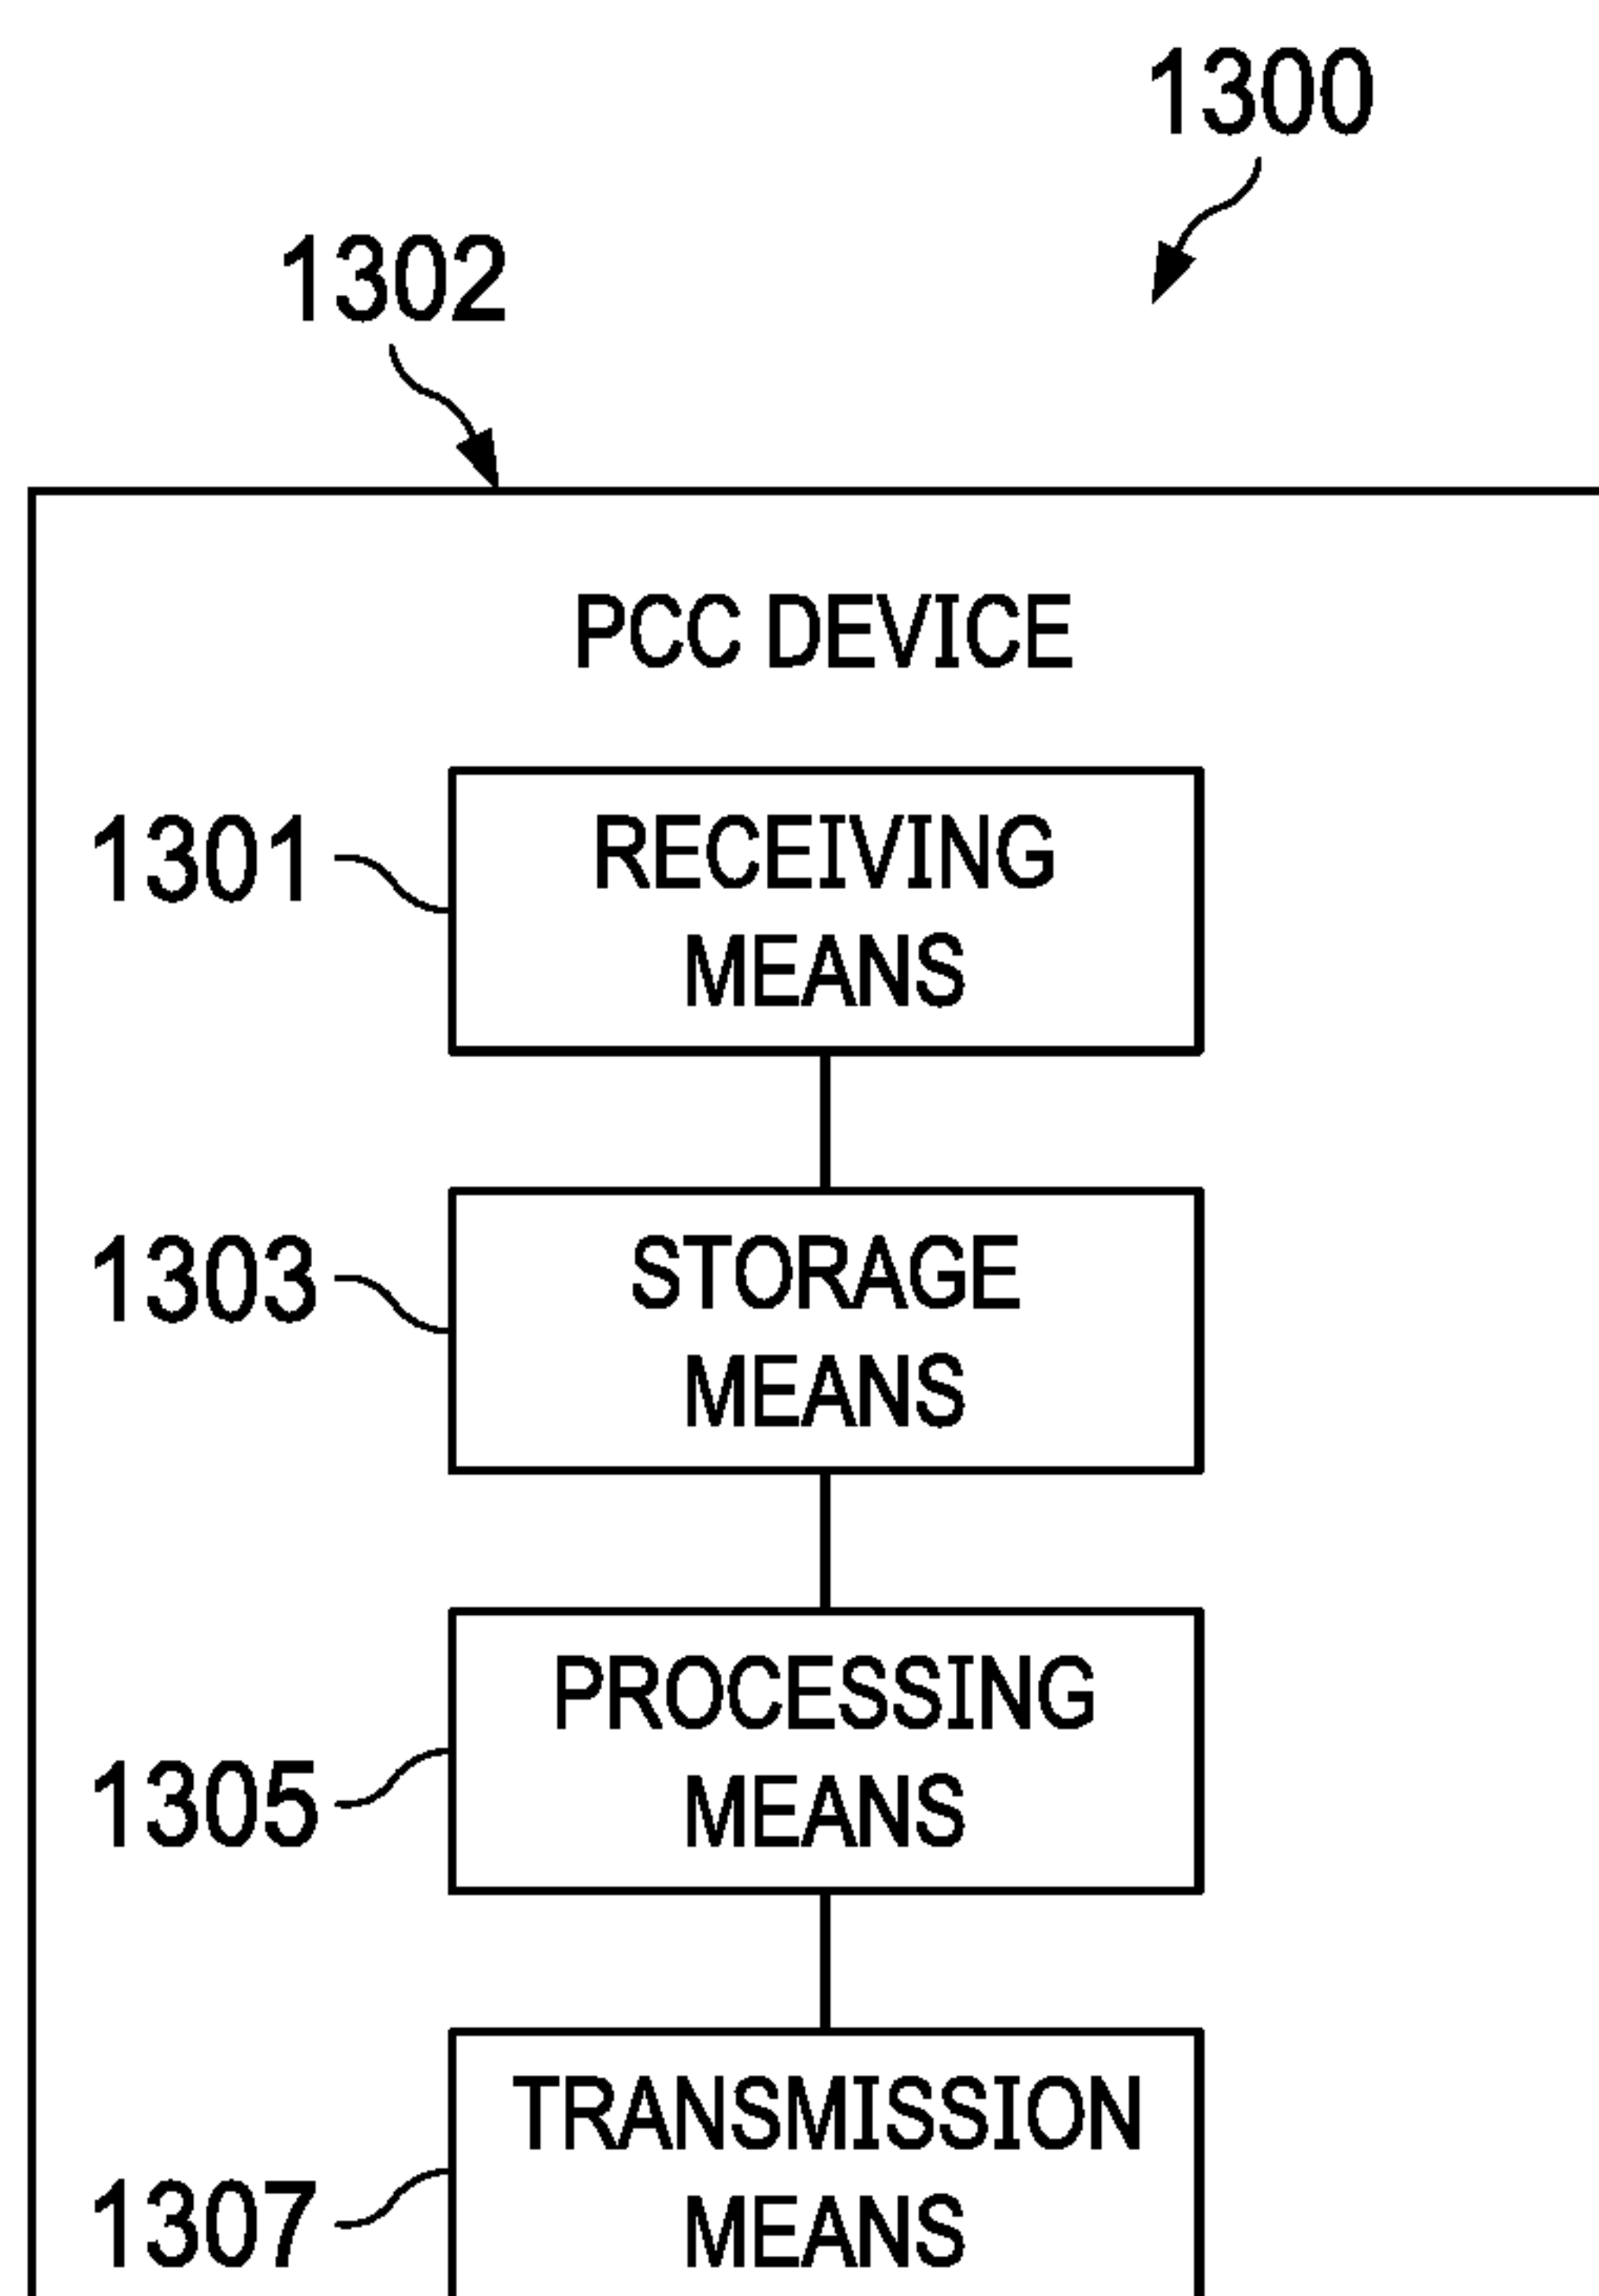 1300
1302
PCC DEVICE
1301
RECEIVING
MEANS
1303
STORAGE
MEANS
PROCESSING
1305
MEANS
TRANSMISSION
1307
MEANS